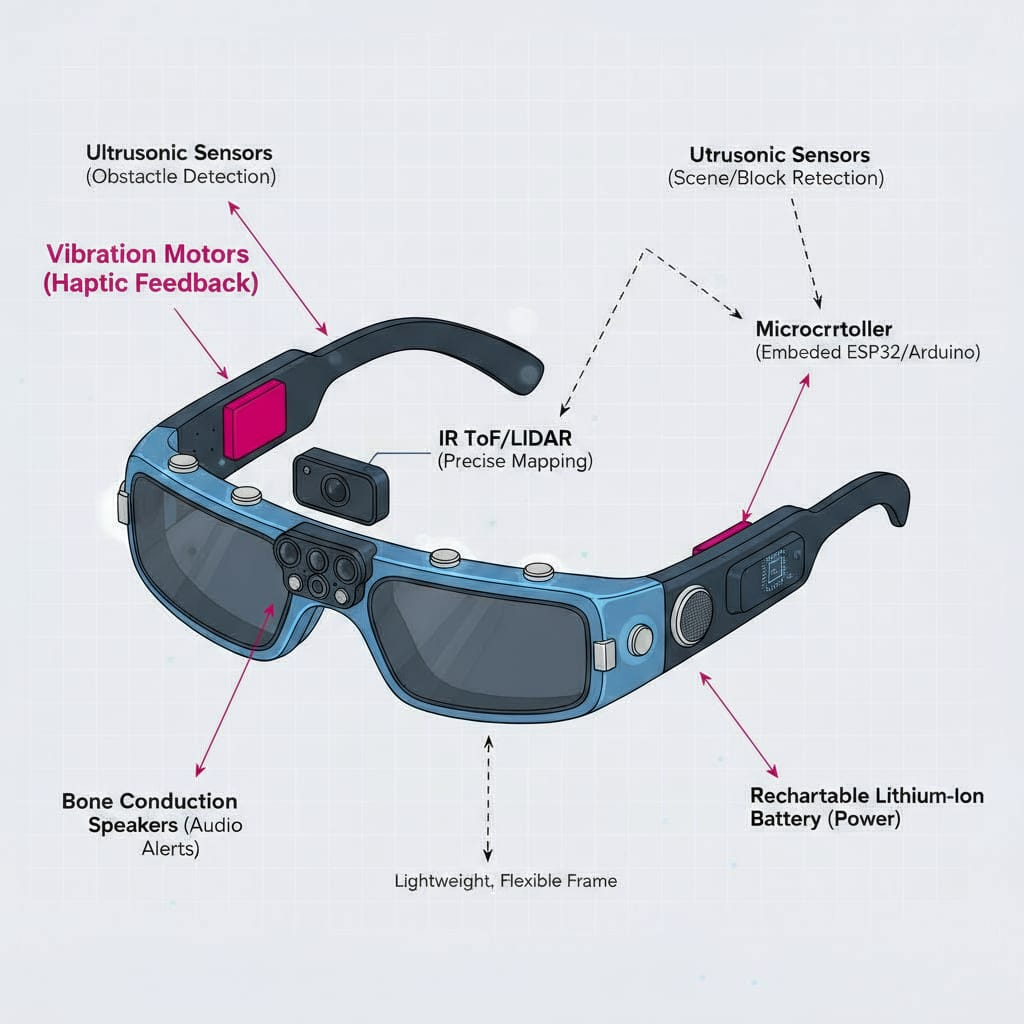 Ultrusonic Sensors
(Obstactle Detection)
Utrusonic Sensors
(Scene/Block Retection)
Vibration Motors
(Haptic Feedback)
Microcrrtoller
(Embeded ESP32/Arduino)
IR ToF/LIDAR
(Precise Mapping)
Bone Conduction
Speakers (Audio
Alerts)
Rechartable Lithium-Ion
Battery (Power)
Lightweight, Flexible Frame